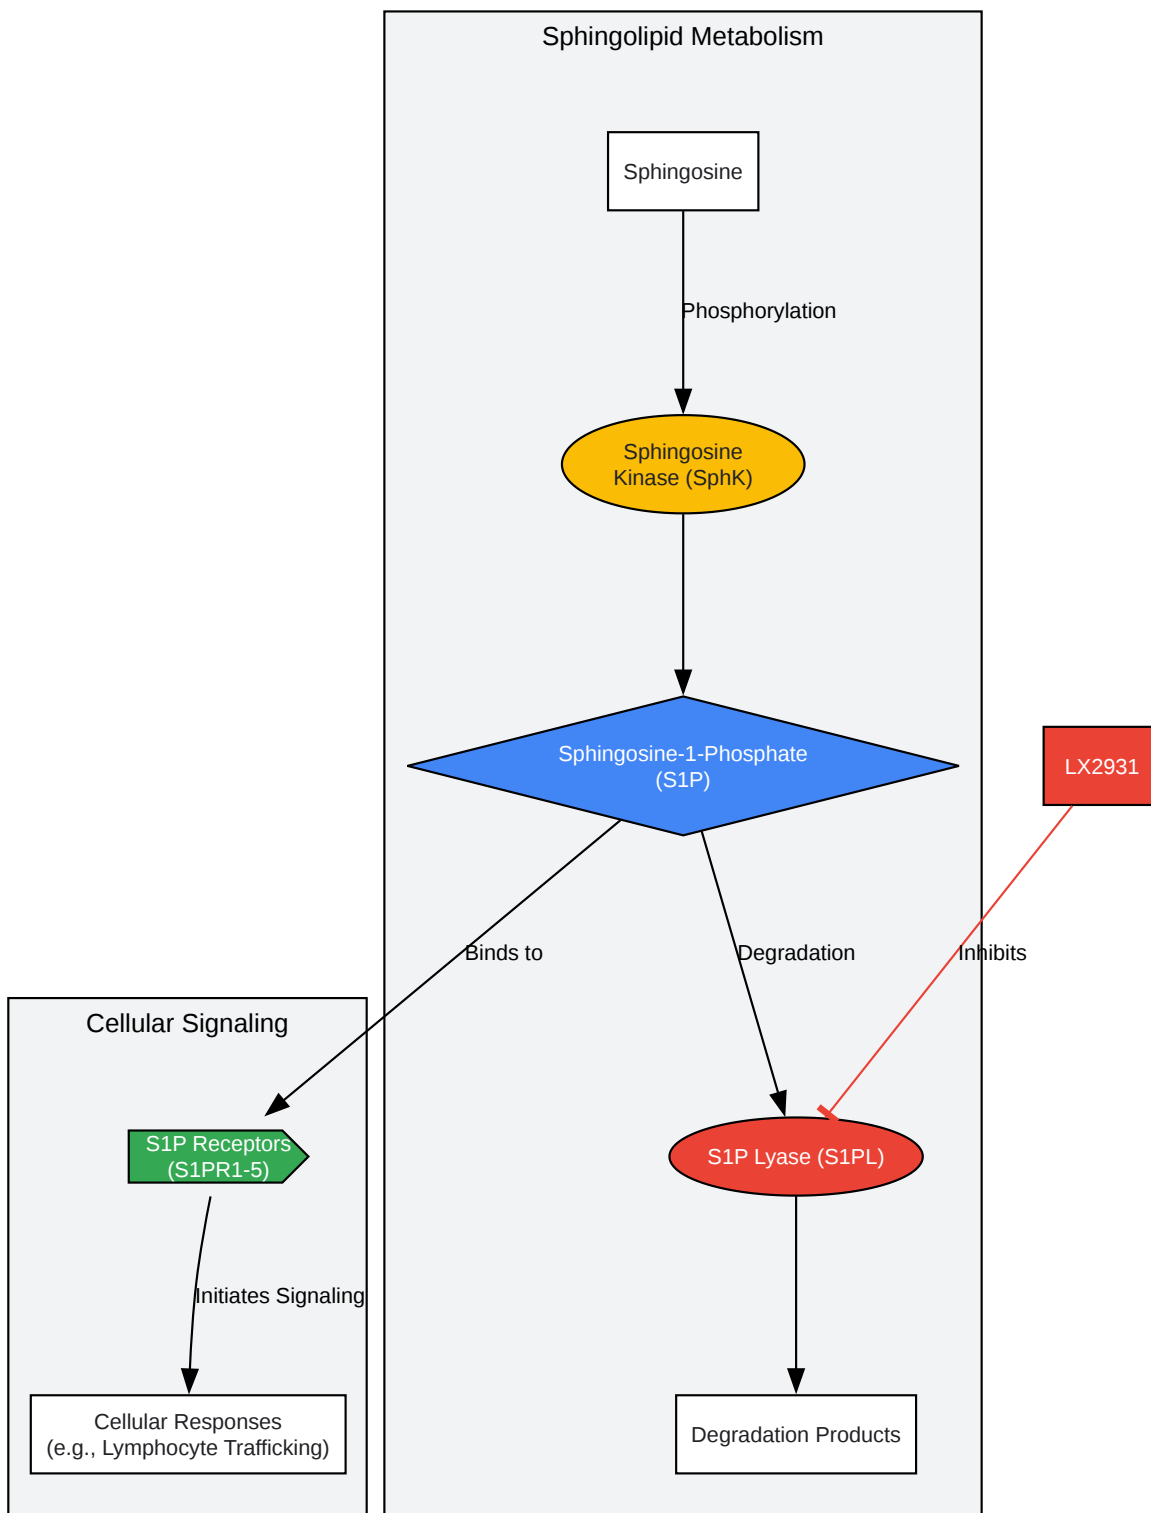 Sphingolipid Metabolism
Sphingosine
Phosphorylation
Sphingosine
Kinase (SphK)
Sphingosine-1-Phosphate
(S1P)
LX2931
Binds to
Degradation
Inhibits
Cellular Signaling
S1P Receptors
(S1PR1-5)
S1P Lyase (S1PL)
Initiates Signaling
Cellular Responses
(e.g., Lymphocyte Trafficking)
Degradation Products